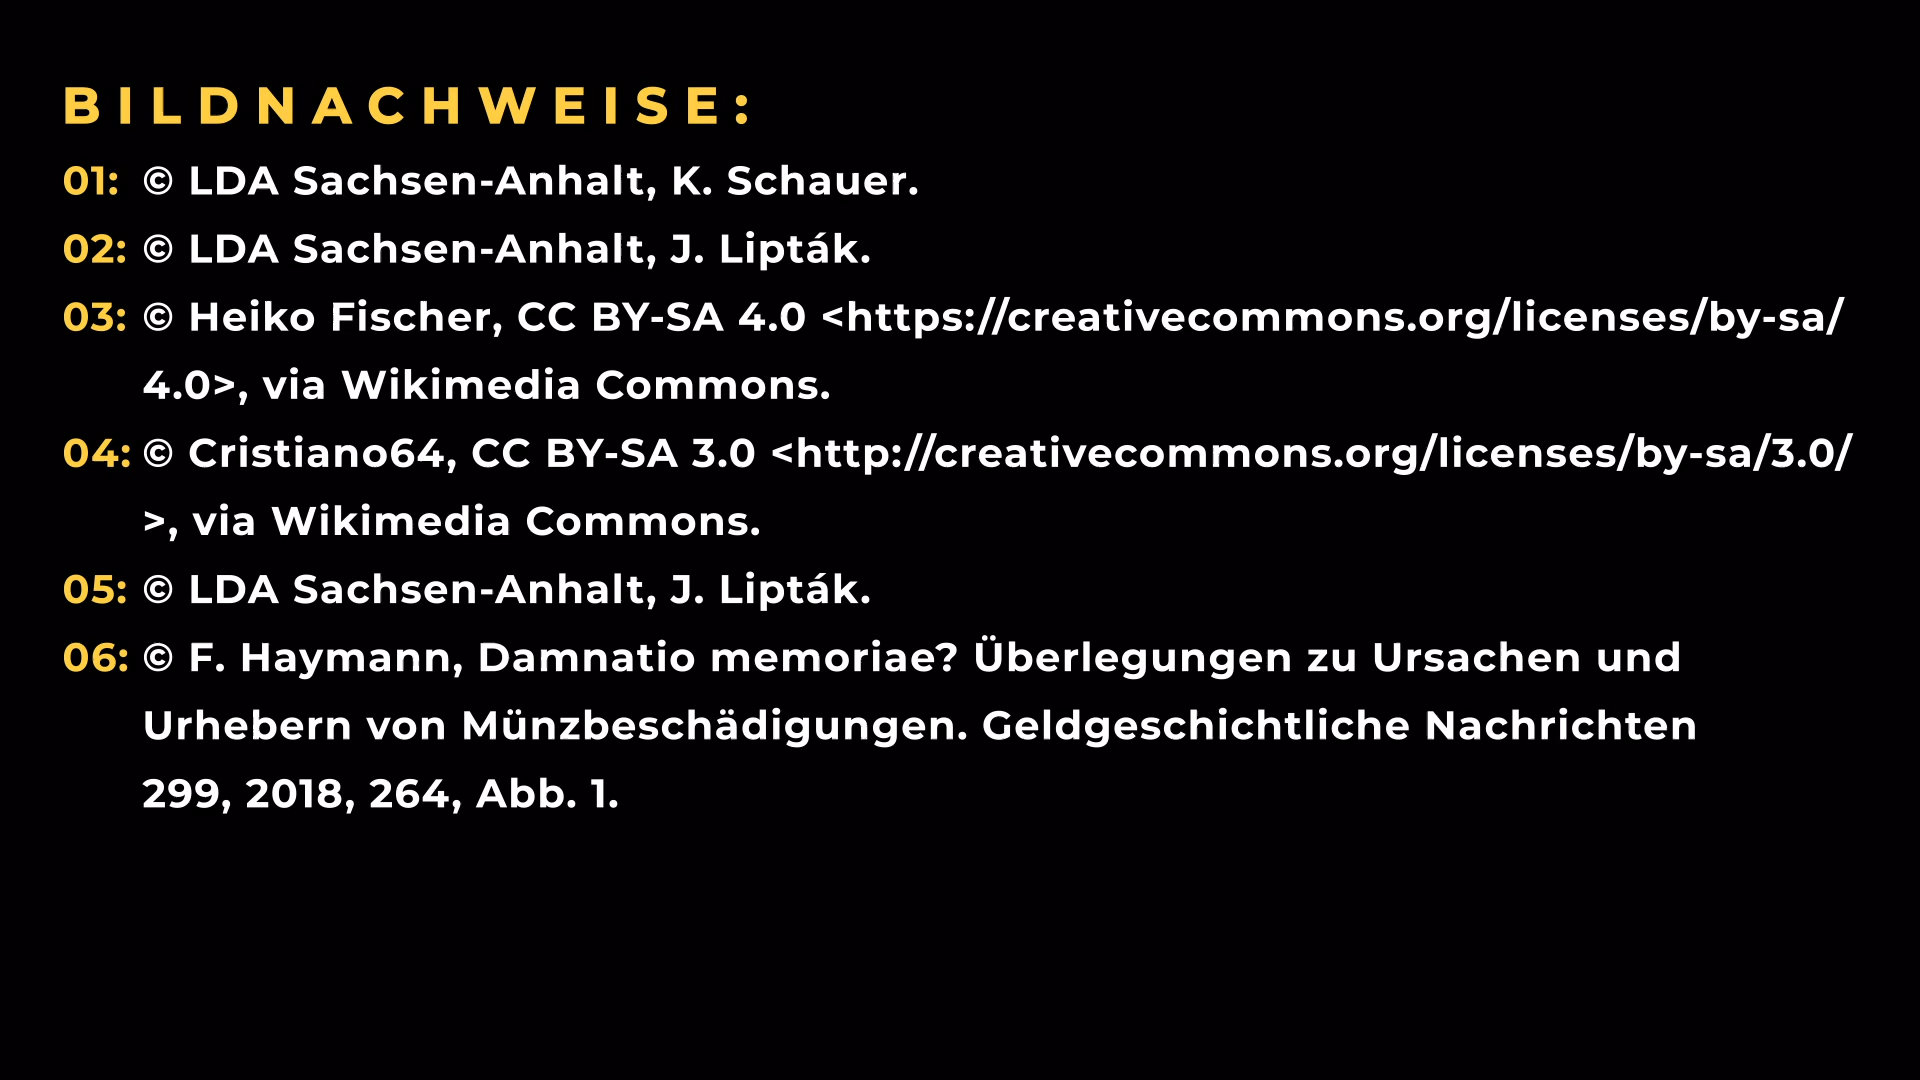 BILDNACHWEISE:
01: © LDA Sachsen-Anhalt, K. Schauer.
02: © LDA Sachsen-Anhalt, J. Lipták.
03: © Heiko Fischer, CC BY-SA 4.0 <https://creativecommons.org/licenses/by-sa/
4.0>, via Wikimedia Commons.
04: © Cristiano64, CC BY-SA 3.0 <http://creativecommons.org/licenses/by-sa/3.0/
>, via Wikimedia Commons.
05: © LDA Sachsen-Anhalt, J. Lipták.
06: © F. Haymann, Damnatio memoriae? Überlegungen zu Ursachen und
Urhebern von Münzbeschädigungen. Geldgeschichtliche Nachrichten
299, 2018, 264, Abb. 1.